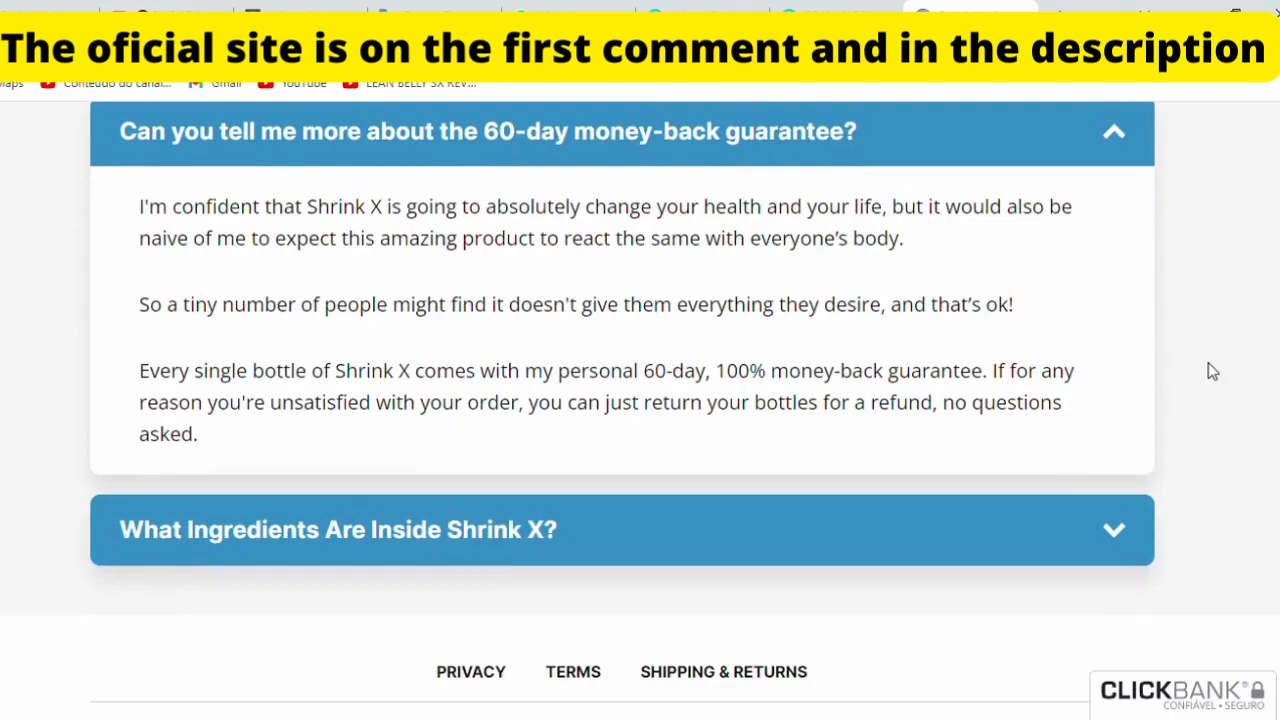 The oficial site is on the first comment and in the description
Conteúdo do canal... Gmail YouTube LEAN BELLY 3X REV...
Can you tell me more about the 60-day money-back guarantee?
I'm confident that Shrink X is going to absolutely change your health and your life, but it would also be
naive of me to expect this amazing product to react the same with everyone’s body.
So a tiny number of people might find it doesn't give them everything they desire, and that’s ok!
Every single bottle of Shrink X comes with my personal 60-day, 100% money-back guarantee. If for any
reason you're unsatisfied with your order, you can just return your bottles for a refund, no questions
asked.
What Ingredients Are Inside Shrink X?
PRIVACY TERMS SHIPPING & RETURNS
CLICKBANK®
CONFIÁVEL • SEGURO